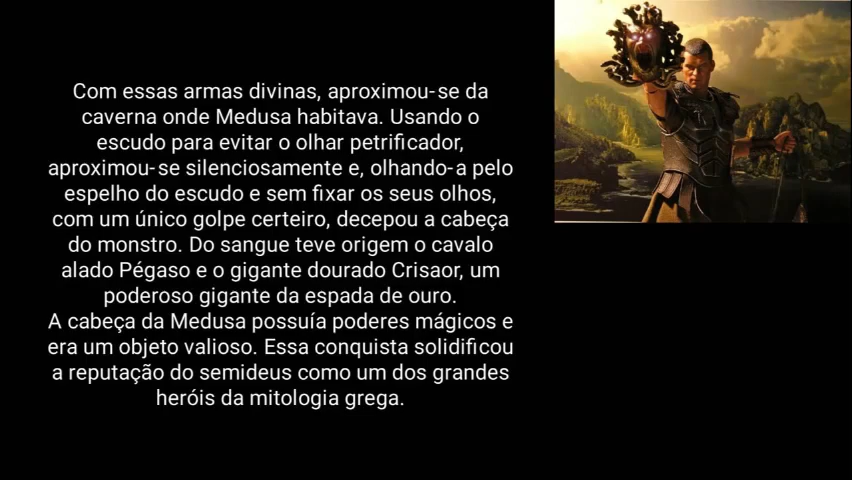 Com essas armas divinas, aproximou-se da
caverna onde Medusa habitava. Usando o
escudo para evitar o olhar petrificador,
aproximou-se silenciosamente e, olhando-a pelo
espelho do escudo e sem fixar os seus olhos,
com um único golpe certeiro, decepou a cabeça
do monstro. Do sangue teve origem o cavalo
alado Pégaso e o gigante dourado Crisaor, um
poderoso gigante da espada de ouro.
A cabeça da Medusa possuía poderes mágicos e
era um objeto valioso. Essa conquista solidificou
a reputação do semideus como um dos grandes
heróis da mitologia grega.